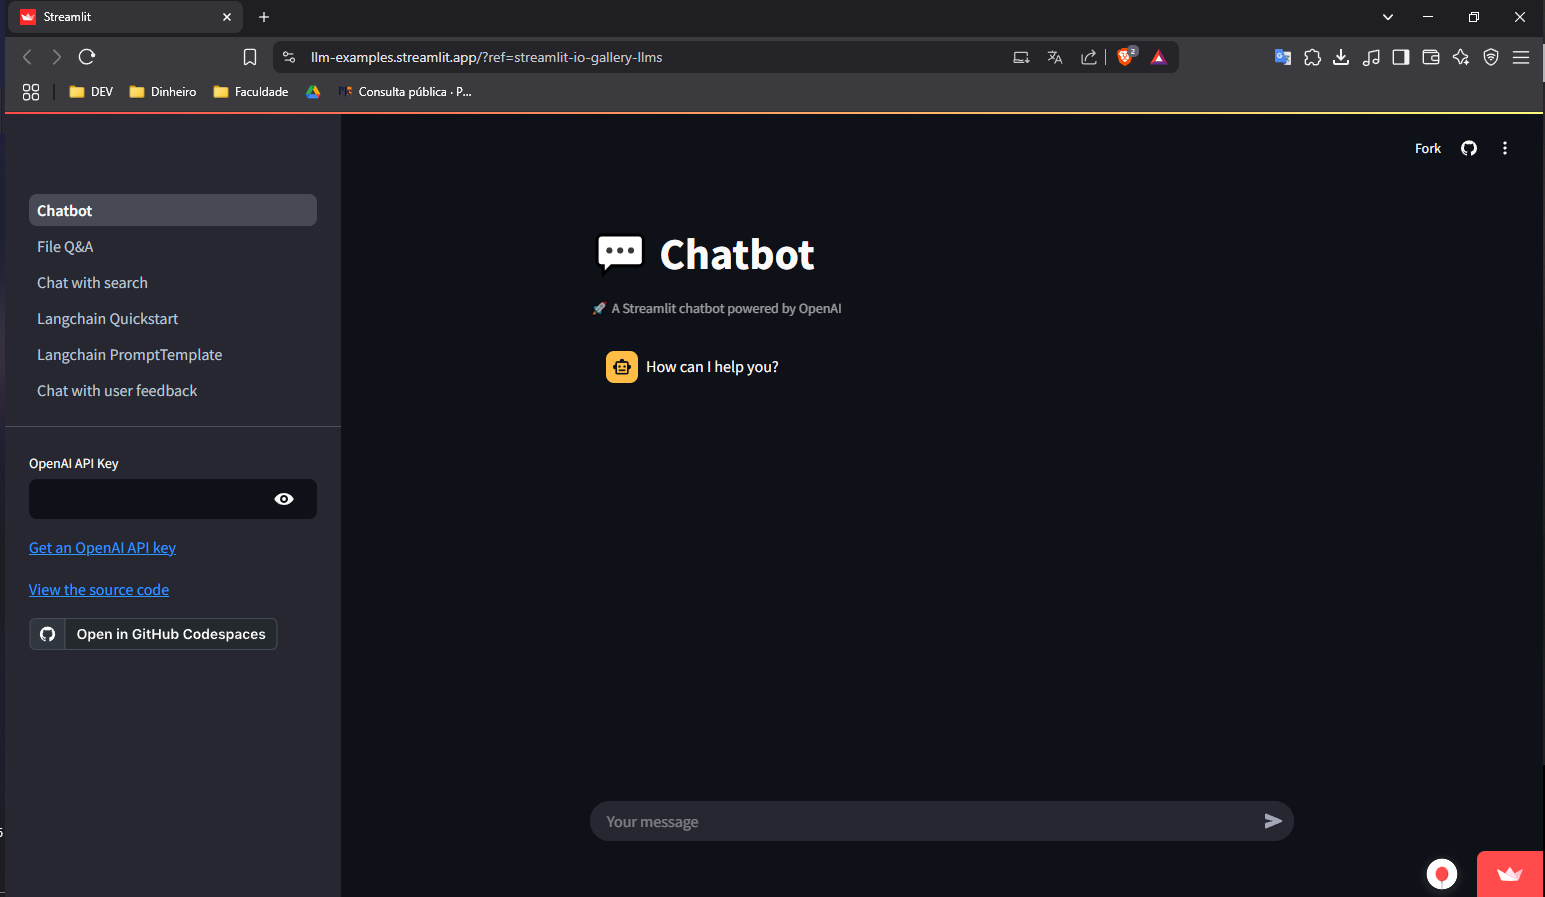 Streamlit
llm-examples.streamlit.app/?ref=streamlit-io-gallery-llms
2
DEV
Dinheiro
Faculdade
Consulta pública · P...
Fork
Chatbot
File Q&A
Chat with search
Langchain Quickstart
Langchain PromptTemplate
Chat with user feedback
OpenAI API Key
Get an OpenAI API key
View the source code
Open in GitHub Codespaces
Chatbot
A Streamlit chatbot powered by OpenAI
How can I help you?
Your message